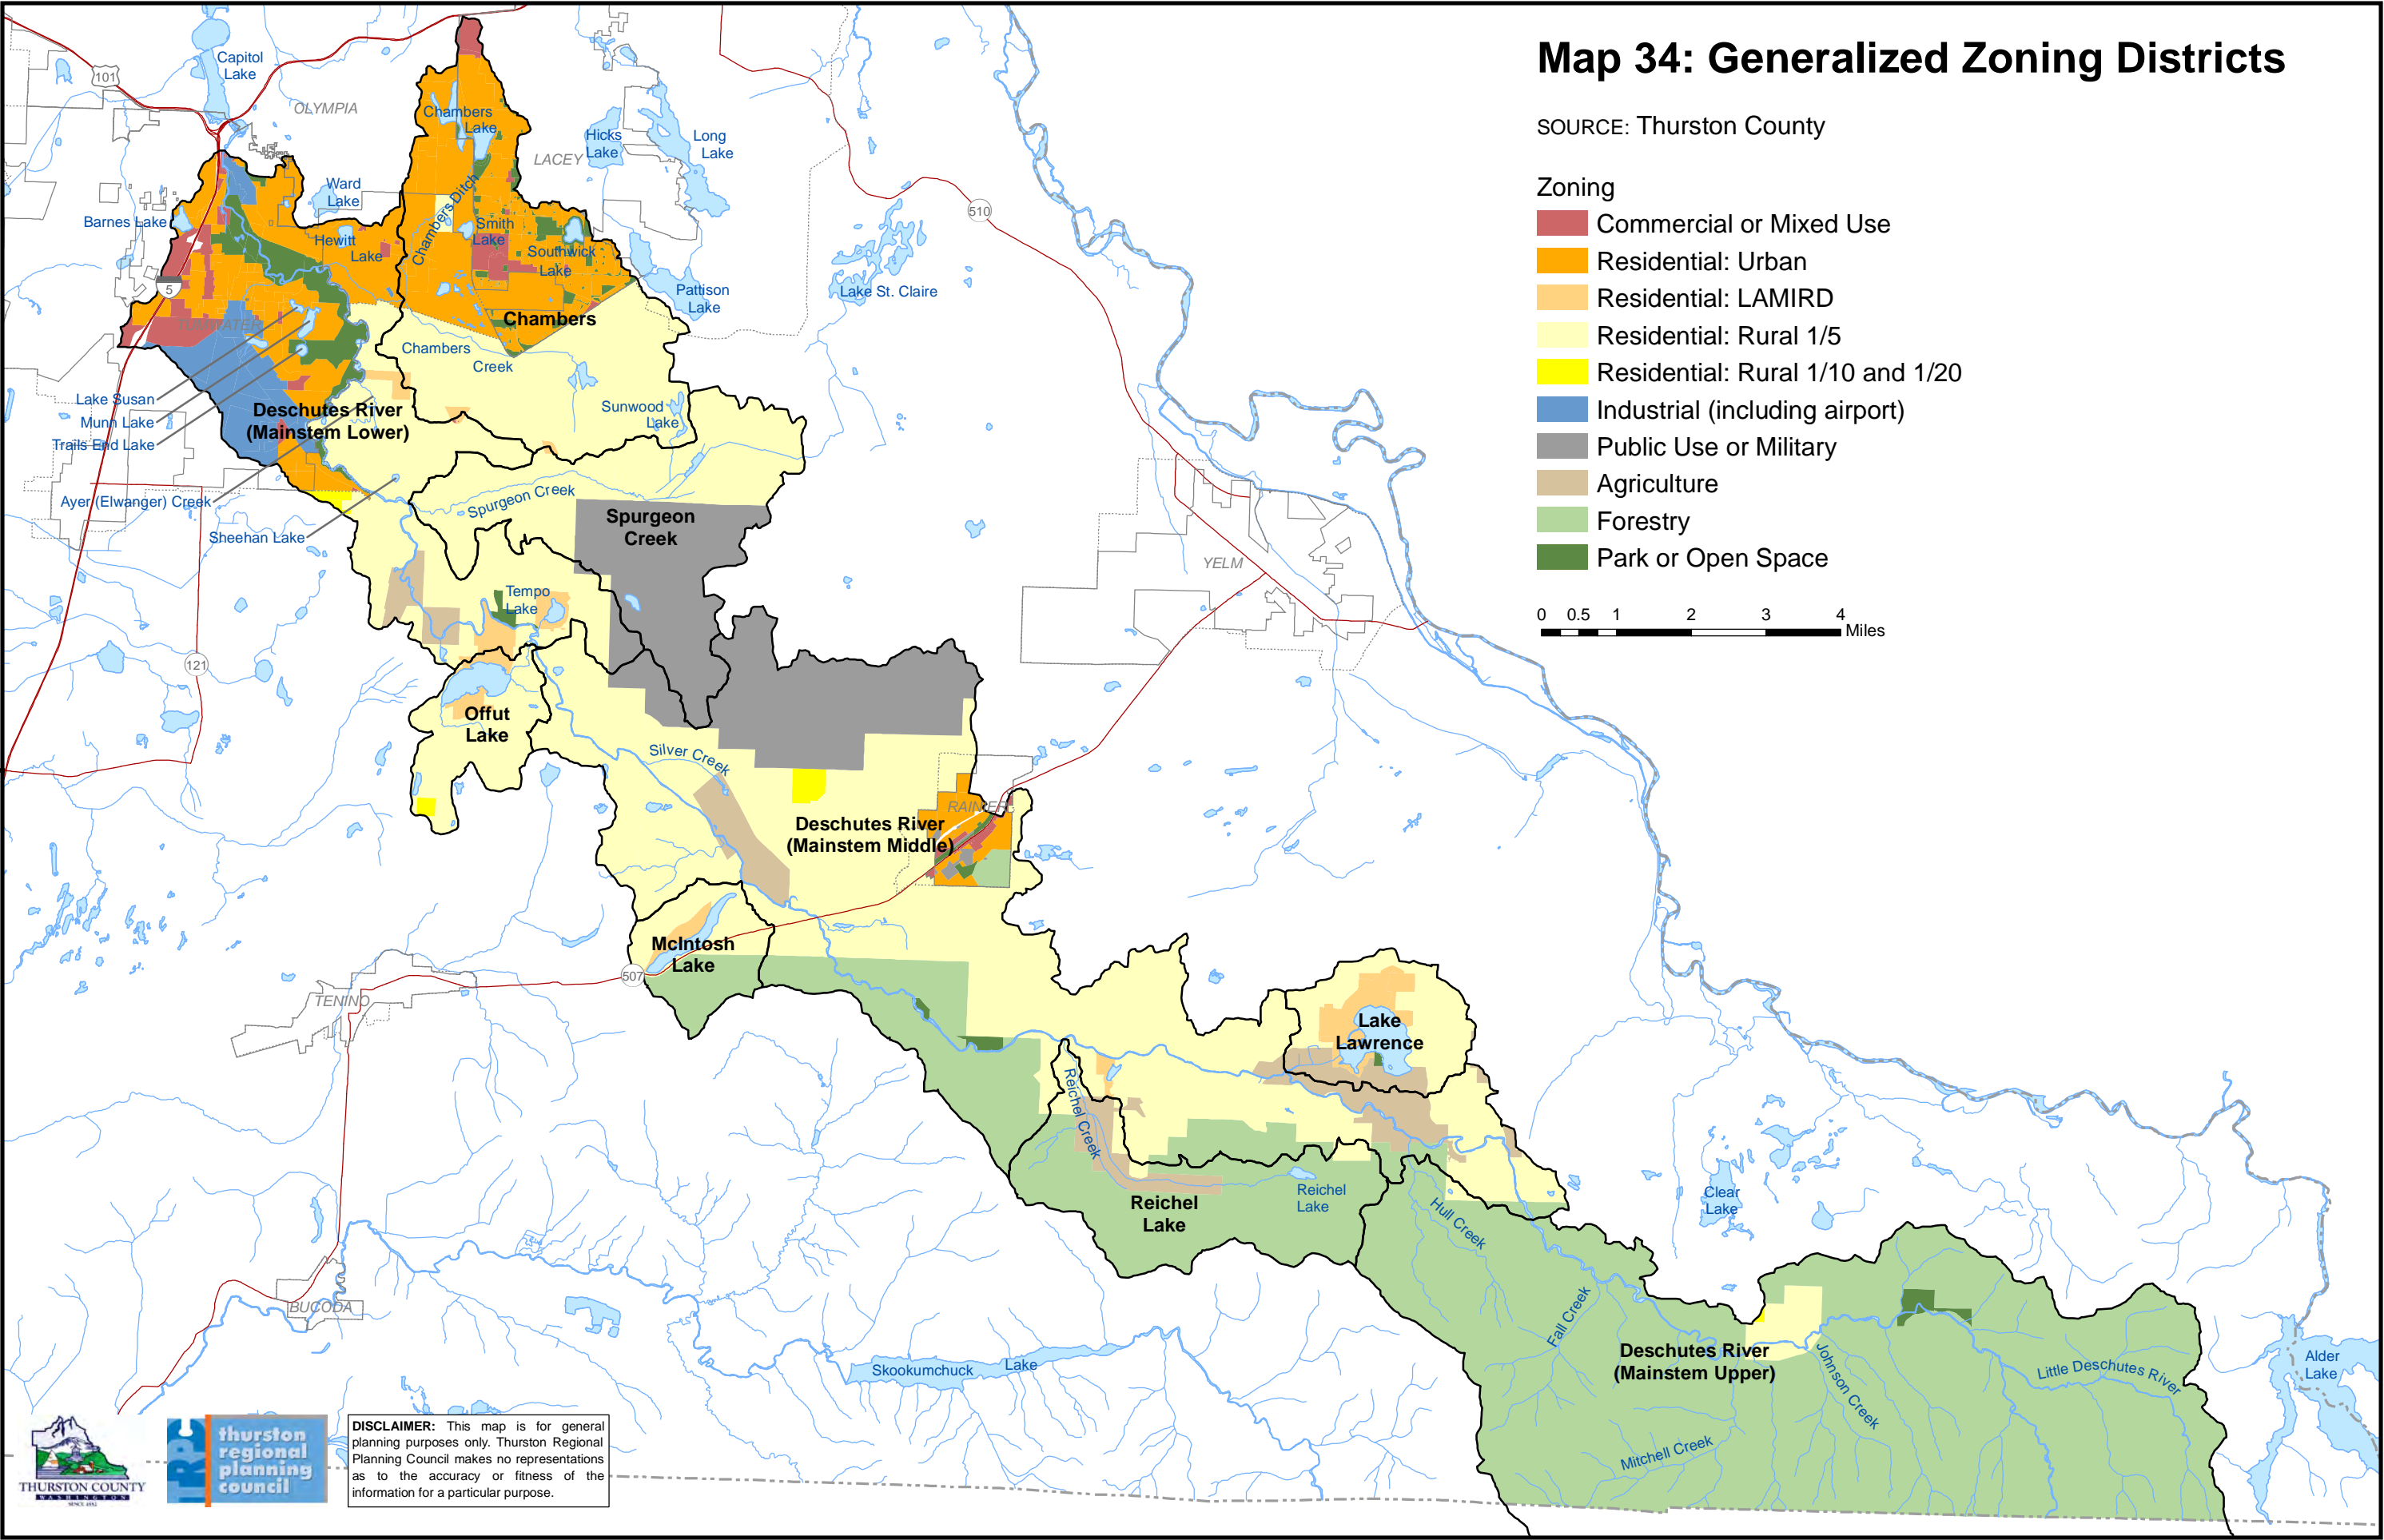 Map 34: Generalized Zoning Districts
SOURCE: Thurston County
Zoning
Commercial or Mixed Use
Residential: Urban
Residential: LAMIRD
Residential: Rural 1/5
Residential: Rural 1/10 and 1/20
Industrial (including airport)
Public Use or Military
Agriculture
Forestry
Park or Open Space
0 0.5 1 2 3 4
Miles
101
Capitol
Lake
OLYMPIA
Chambers
Lake
LACEY
Hicks
Lake
Long
Lake
Ward
Lake
Barnes Lake
Hewitt
Lake
Chambers Ditch
Smith
Lake
Southwick
Lake
510
5
Pattison
Lake
Lake St. Claire
TUMWATER
Chambers
Chambers
Creek
Lake Susan
Munn Lake
Trails End Lake
Deschutes River
(Mainstem Lower)
Sunwood
Lake
Ayer (Elwanger) Creek
Spurgeon Creek
Sheehan Lake
Spurgeon
Creek
YELM
Tempo
Lake
121
Offut
Lake
Silver Creek
RAINIER
Deschutes River
(Mainstem Middle)
McIntosh
Lake
507
TENINO
Lake
Lawrence
Reichel Creek
Reichel
Lake
Reichel
Lake
Hull Creek
Clear
Lake
BUCODA
Fall Creek
Deschutes River
(Mainstem Upper)
Johnson Creek
Little Deschutes River
Alder
Lake
Skookumchuck Lake
Mitchell Creek
THURSTON COUNTY
WASHINGTON
SINCE 1852
TRPC
thurston
regional
planning
council
DISCLAIMER: This map is for general
planning purposes only. Thurston Regional
Planning Council makes no representations
as to the accuracy or fitness of the
information for a particular purpose.